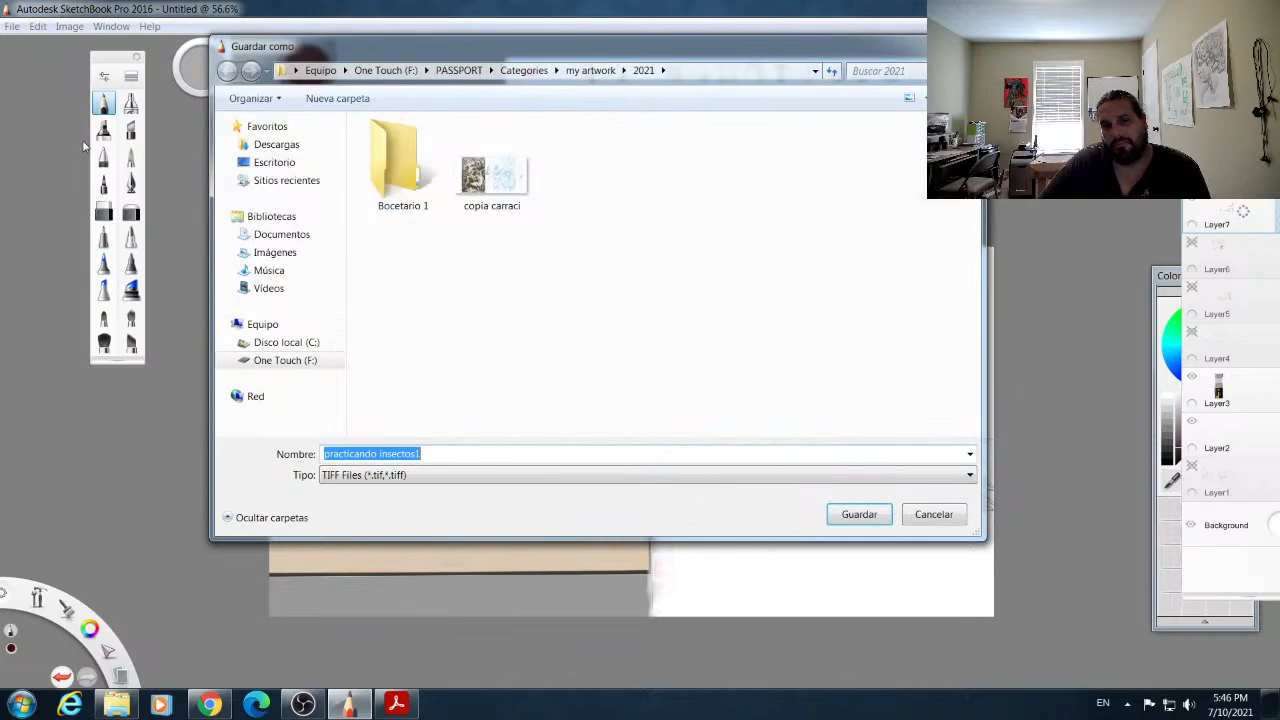 Autodesk SketchBook Pro 2016 - Untitled @ 56.6%
File Edit Image Window Help
Guardar como
Equipo One Touch (F:) PASSPORT Categories my artwork 2021
Buscar 2021
Organizar Nueva carpeta
Favoritos
Descargas
Escritorio
Sitios recientes
Bibliotecas
Documentos
Imágenes
Música
Vídeos
Equipo
Disco local (C:)
One Touch (F:)
Red
Bocetario 1
copia carraci
Nombre: practicando insectos1
Tipo: TIFF Files (*.tif,*.tiff)
Ocultar carpetas
Guardar Cancelar
Color
Layer7
Layer6
Layer5
Layer4
Layer3
Layer2
Layer1
Background
EN
5:46 PM
7/10/2021